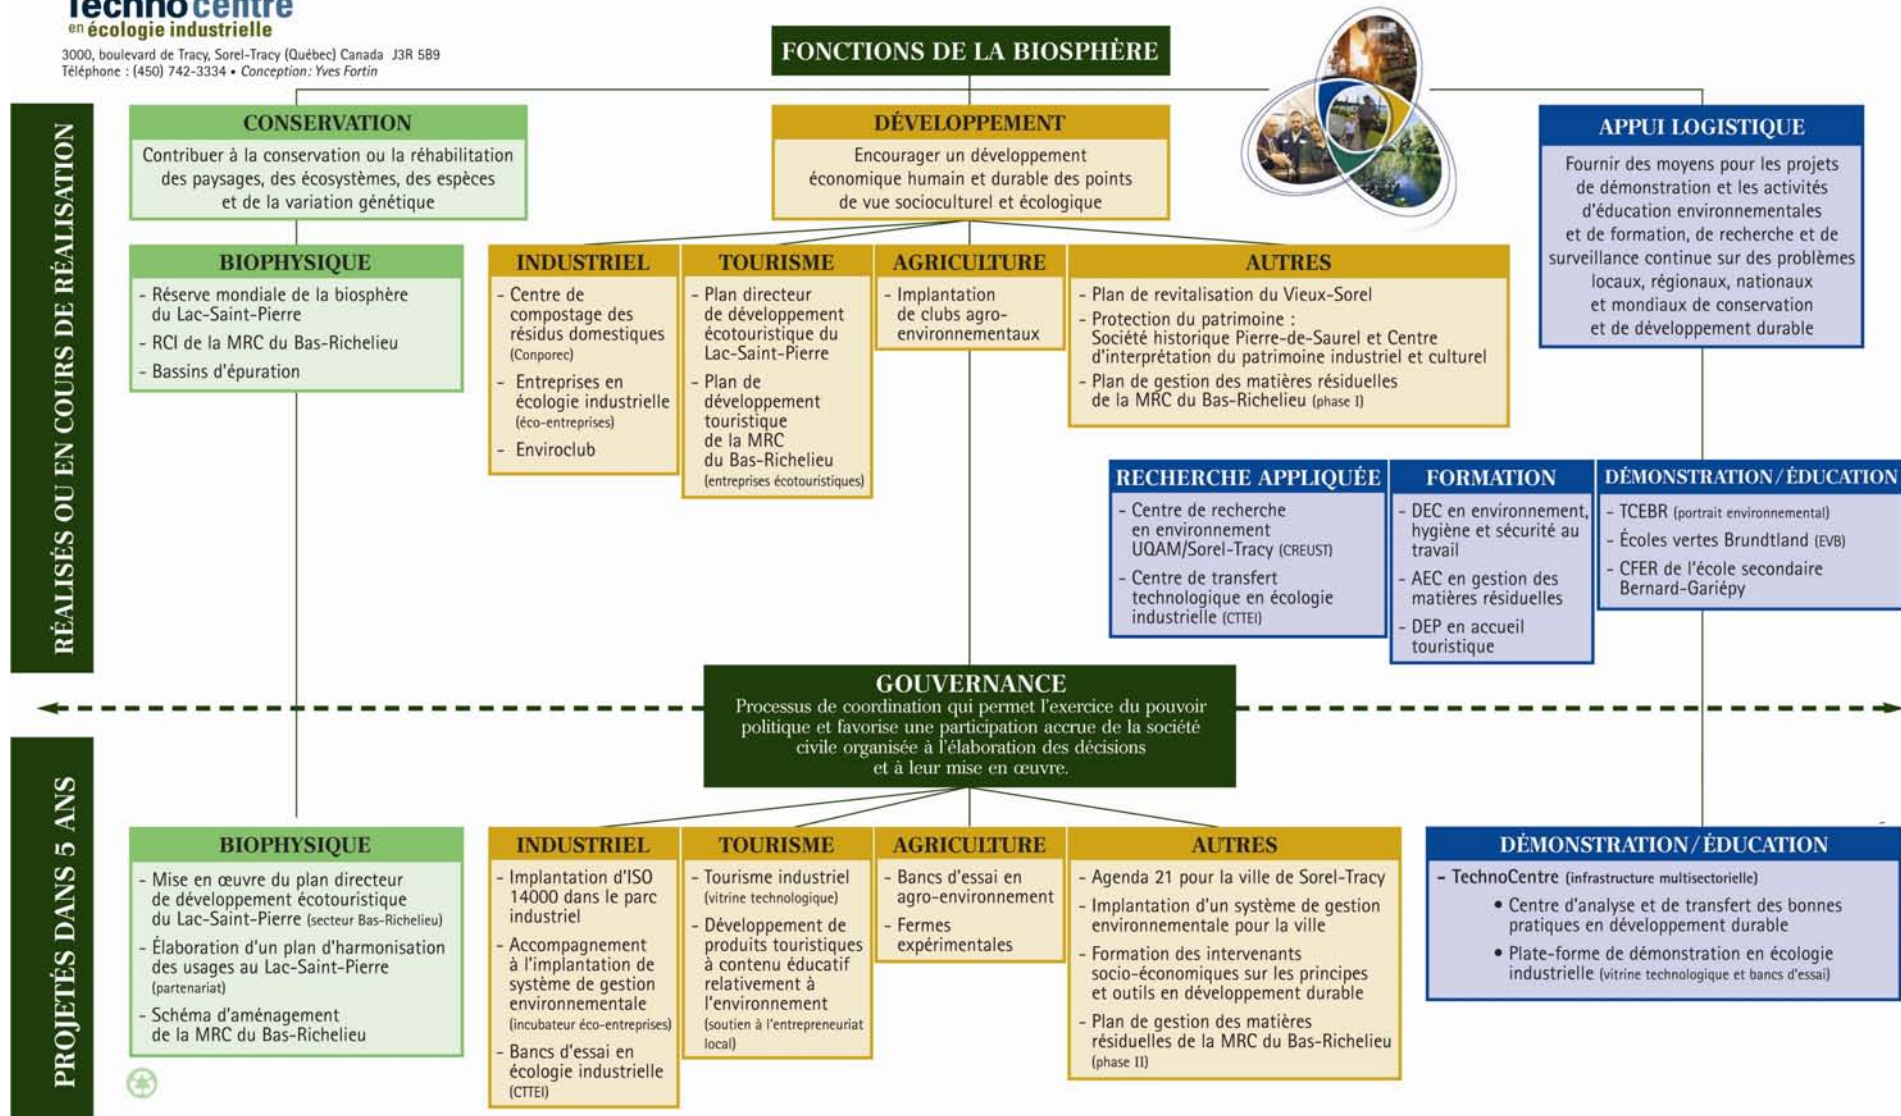 Technocentre
en écologie industrielle
3000, boulevard de Tracy, Sorel-Tracy (Québec) Canada J3R 5B9
Téléphone : (450) 742-3334 • Conception : Yves Fortin
FONCTIONS DE LA BIOSPHÈRE
RÉALISÉS OU EN COURS DE RÉALISATION
CONSERVATION
Contribuer à la conservation ou la réhabilitation
des paysages, des écosystèmes, des espèces
et de la variation génétique
DÉVELOPPEMENT
Encourager un développement
économique humain et durable des points
de vue socioculturel et écologique
APPUI LOGISTIQUE
Fournir des moyens pour les projets
de démonstration et les activités
d'éducation environnementales
et de formation, de recherche et de
surveillance continue sur des problèmes
locaux, régionaux, nationaux
et mondiaux de conservation
et de développement durable
BIOPHYSIQUE
- Réserve mondiale de la biosphère
du Lac-Saint-Pierre
- RCI de la MRC du Bas-Richelieu
- Bassins d'épuration
INDUSTRIEL
- Centre de
compostage des
résidus domestiques
(Conporec)
- Entreprises en
écologie industrielle
(éco-entreprises)
- Enviroclub
TOURISME
- Plan directeur
de développement
écotouristique du
Lac-Saint-Pierre
- Plan de
développement
touristique
de la MRC
du Bas-Richelieu
(entreprises écotouristiques)
AGRICULTURE
- Implantation
de clubs agro-
environnementaux
AUTRES
- Plan de revitalisation du Vieux-Sorel
- Protection du patrimoine :
Société historique Pierre-de-Saurel et Centre
d'interprétation du patrimoine industriel et culturel
- Plan de gestion des matières résiduelles
de la MRC du Bas-Richelieu (phase I)
RECHERCHE APPLIQUÉE
- Centre de recherche
en environnement
UQAM/Sorel-Tracy (CREUST)
- Centre de transfert
technologique en écologie
industrielle (CTTEI)
FORMATION
- DEC en environnement,
hygiène et sécurité au
travail
- AEC en gestion des
matières résiduelles
- DEP en accueil
touristique
DÉMONSTRATION/ÉDUCATION
- TCEBR (portrait environnemental)
- Écoles vertes Brundtland (EVB)
- CFER de l'école secondaire
Bernard-Gariépy
GOUVERNANCE
Processus de coordination qui permet l'exercice du pouvoir
politique et favorise une participation accrue de la société
civile organisée à l'élaboration des décisions
et à leur mise en œuvre.
PROJETÉS DANS 5 ANS
BIOPHYSIQUE
- Mise en œuvre du plan directeur
de développement écotouristique
du Lac-Saint-Pierre (secteur Bas-Richelieu)
- Élaboration d'un plan d'harmonisation
des usages au Lac-Saint-Pierre
(partenariat)
- Schéma d'aménagement
de la MRC du Bas-Richelieu
INDUSTRIEL
- Implantation d'ISO
14000 dans le parc
industriel
- Accompagnement
à l'implantation de
système de gestion
environnementale
(incubateur éco-entreprises)
- Bancs d'essai en
écologie industrielle
(CTTEI)
TOURISME
- Tourisme industriel
(vitrine technologique)
- Développement de
produits touristiques
à contenu éducatif
relativement à
l'environnement
(soutien à l'entrepreneuriat
local)
AGRICULTURE
- Bancs d'essai en
agro-environnement
- Fermes
expérimentales
AUTRES
- Agenda 21 pour la ville de Sorel-Tracy
- Implantation d'un système de gestion
environnementale pour la ville
- Formation des intervenants
socio-économiques sur les principes
et outils en développement durable
- Plan de gestion des matières
résiduelles de la MRC du Bas-Richelieu
(phase II)
DÉMONSTRATION/ÉDUCATION
- TechnoCentre (infrastructure multisectorielle)
• Centre d'analyse et de transfert des bonnes
pratiques en développement durable
• Plate-forme de démonstration en écologie
industrielle (vitrine technologique et bancs d'essai)